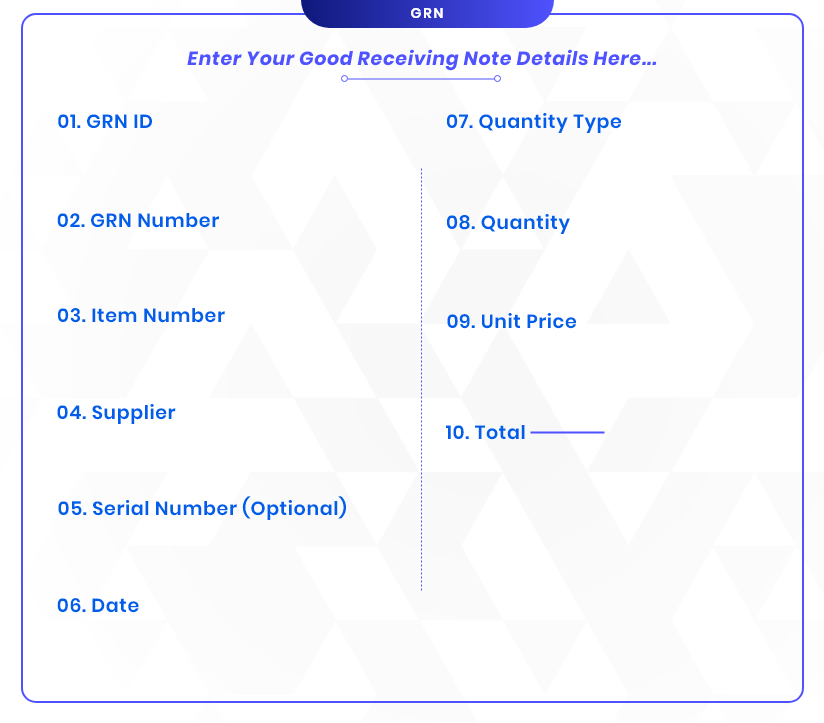 GRN
Enter Your Good Receiving Note Details Here...
01. GRN ID
02. GRN Number
03. Item Number
04. Supplier
05. Serial Number (Optional)
06. Date
07. Quantity Type
08. Quantity
09. Unit Price
10. Total